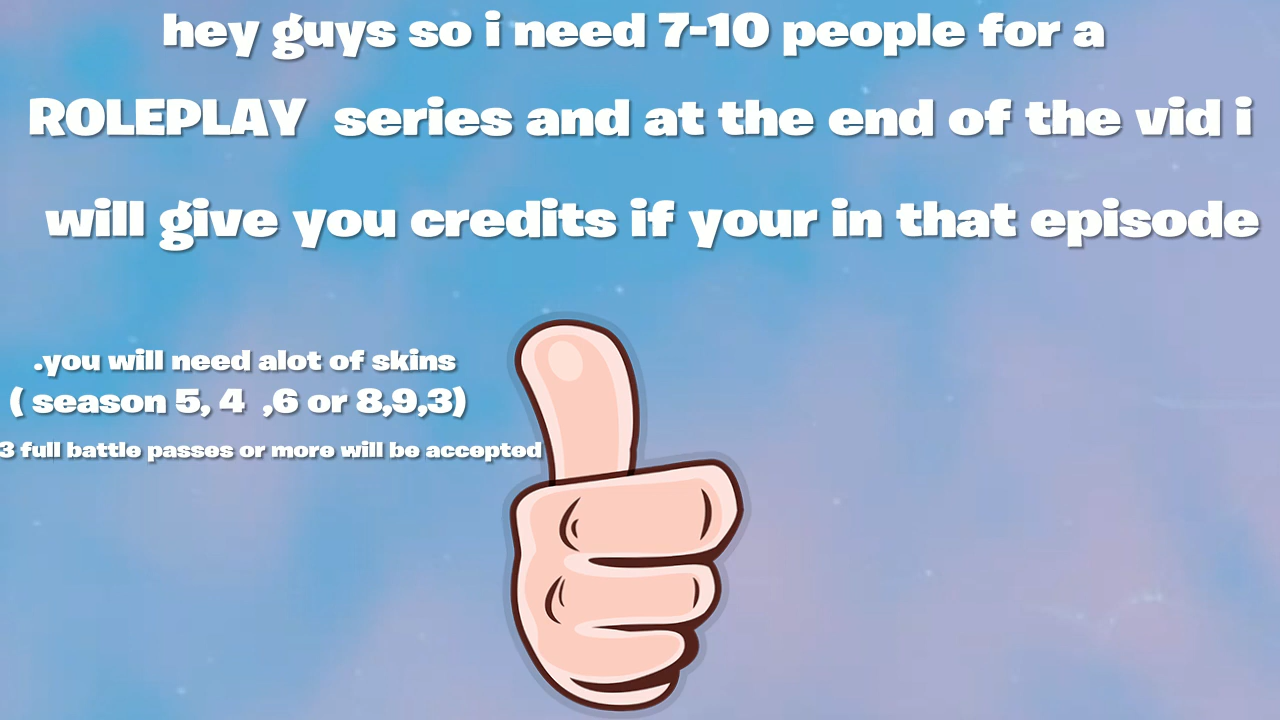 hey guys so i need 7-10 people for a
ROLEPLAY series and at the end of the vid i
will give you credits if your in that episode
.you will need alot of skins
( season 5, 4 ,6 or 8,9,3)
3 full battle passes or more will be accepted